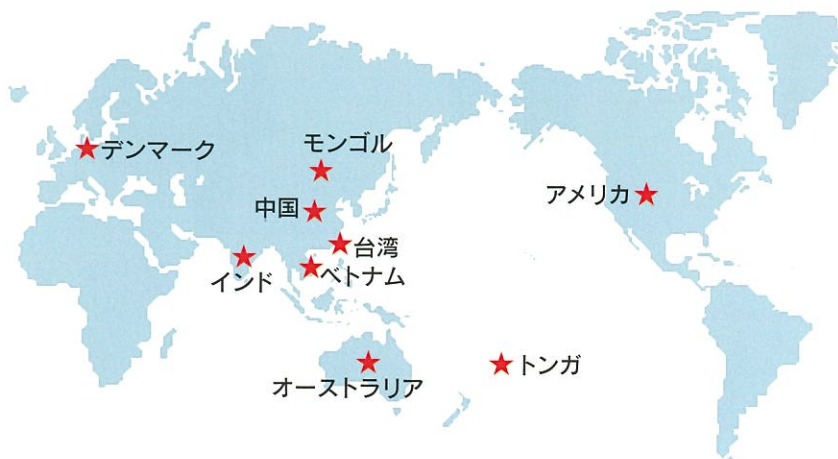 デンマーク
モンゴル
アメリカ
中国
台湾
インド
ベトナム
オーストラリア
トンガ